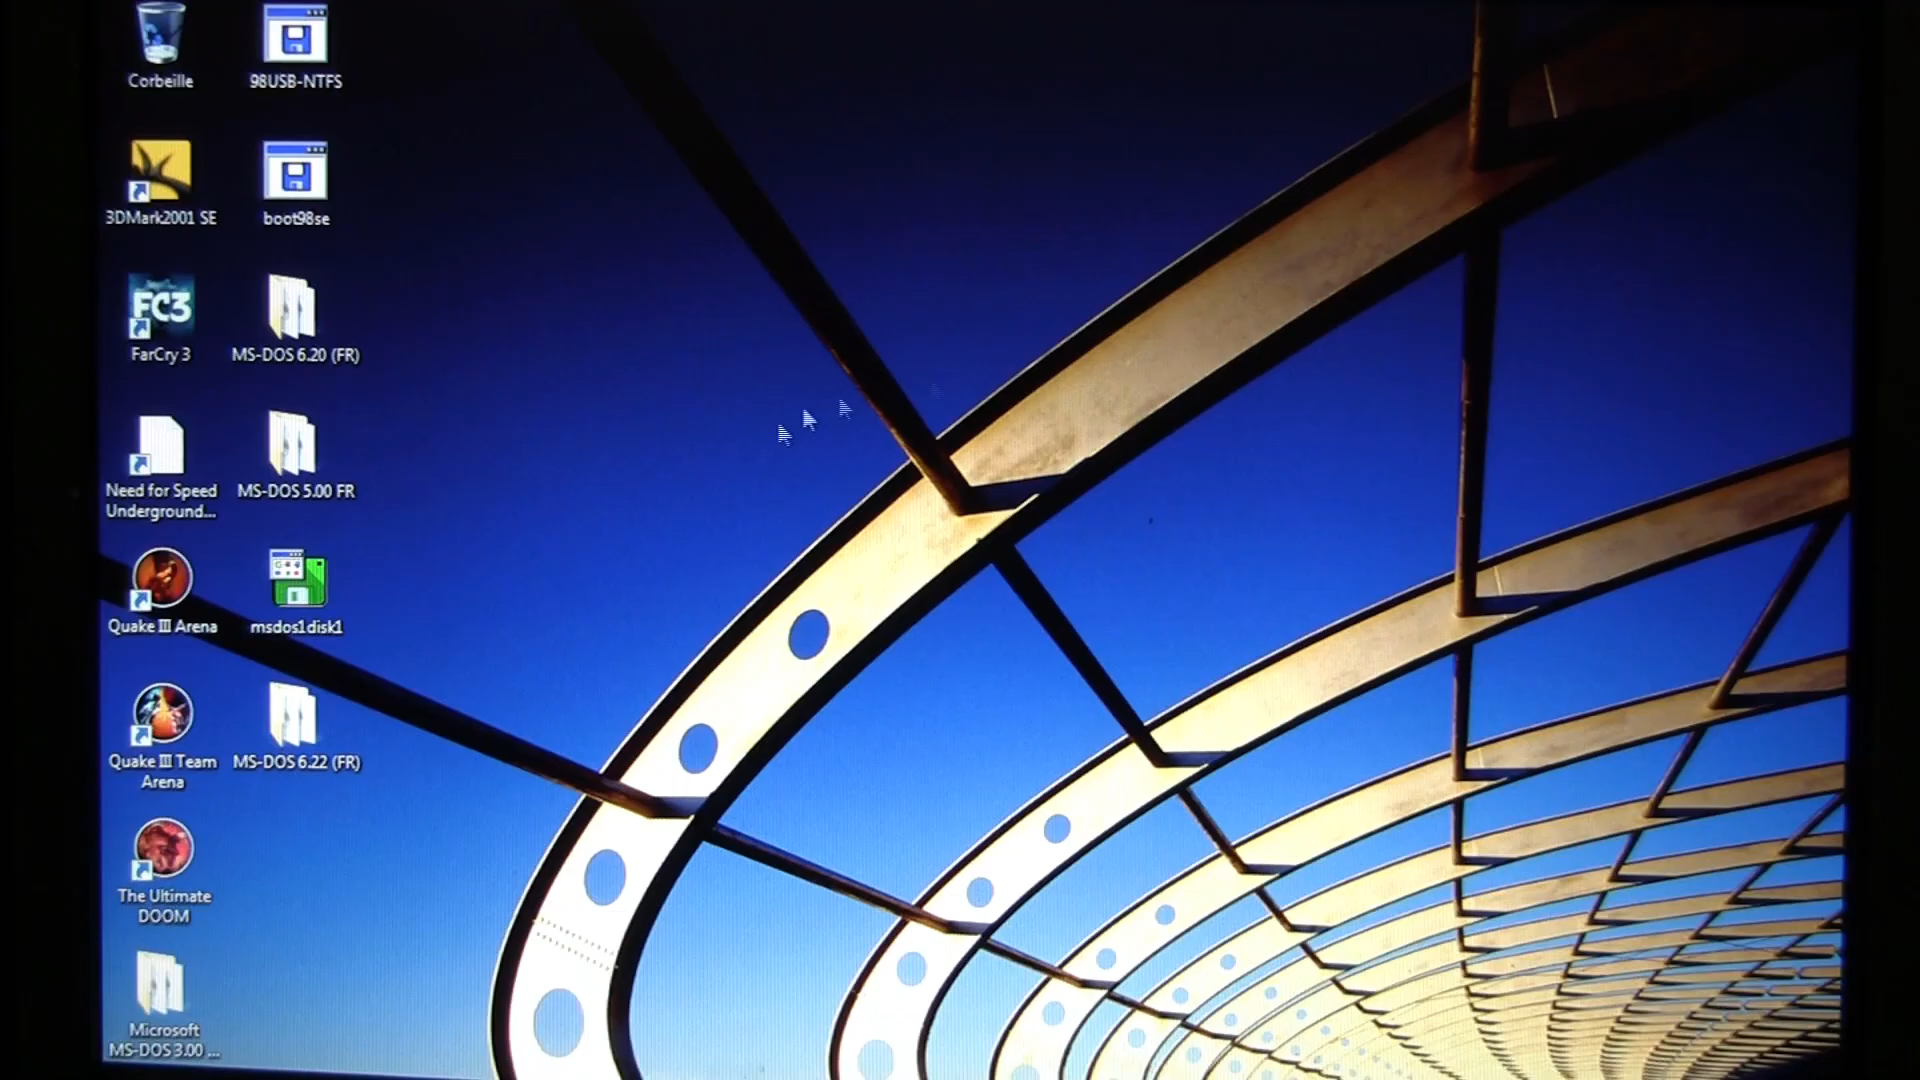 Corbeille
98USB-NTFS
3DMark2001 SE
boot98se
FC3
FarCry 3
MS-DOS 6.20 (FR)
Need for Speed
Underground...
MS-DOS 5.00 FR
Quake III Arena
msdos1disk1
Quake III Team
Arena
MS-DOS 6.22 (FR)
The Ultimate
DOOM
Microsoft
MS-DOS 3.00 ...